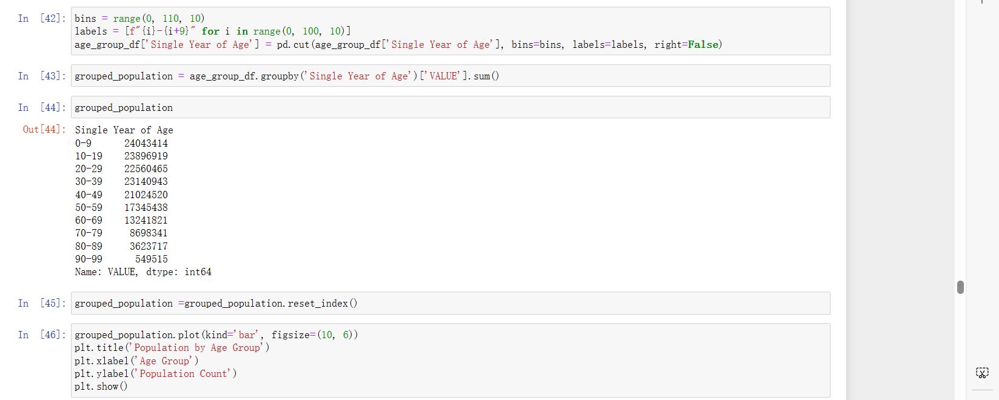 In [42]: bins = range(0, 110, 10)
labels = [f"{i}-{i+9}" for i in range(0, 100, 10)]
age_group_df['Single Year of Age'] = pd.cut(age_group_df['Single Year of Age'], bins=bins, labels=labels, right=False)
In [43]: grouped_population = age_group_df.groupby('Single Year of Age')['VALUE'].sum()
In [44]: grouped_population
Out[44]: Single Year of Age
0-9 24043414
10-19 23896919
20-29 22560465
30-39 23140943
40-49 21024520
50-59 17345438
60-69 13241821
70-79 8698341
80-89 3623717
90-99 549515
Name: VALUE, dtype: int64
In [45]: grouped_population =grouped_population.reset_index()
In [46]: grouped_population.plot(kind='bar', figsize=(10, 6))
plt.title('Population by Age Group')
plt.xlabel('Age Group')
plt.ylabel('Population Count')
plt.show()